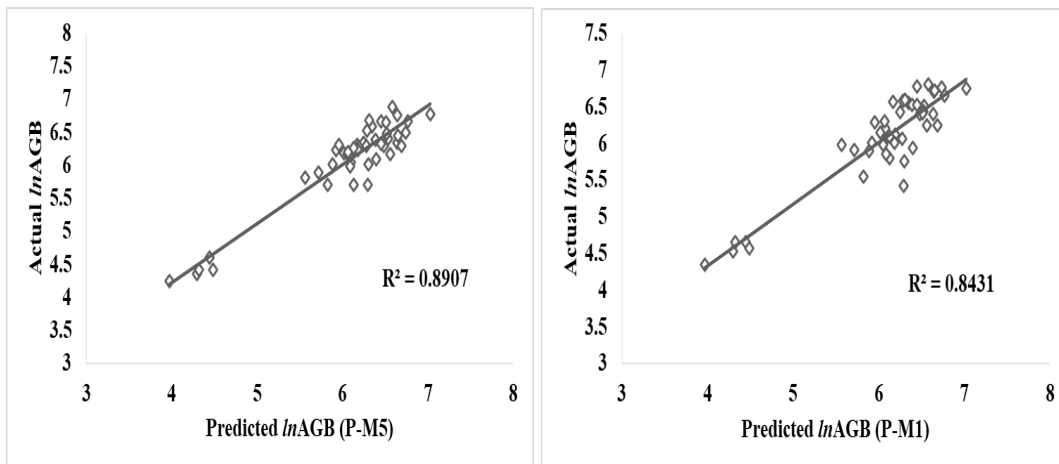 Actual lnAGB
8
7.5
7
6.5
6
5.5
5
4.5
4
3.5
3
R² = 0.8907
3 4 5 6 7 8
Predicted lnAGB (P-M5)
Actual lnAGB
7.5
7
6.5
6
5.5
5
4.5
4
3.5
3
R² = 0.8431
3 4 5 6 7 8
Predicted lnAGB (P-M1)